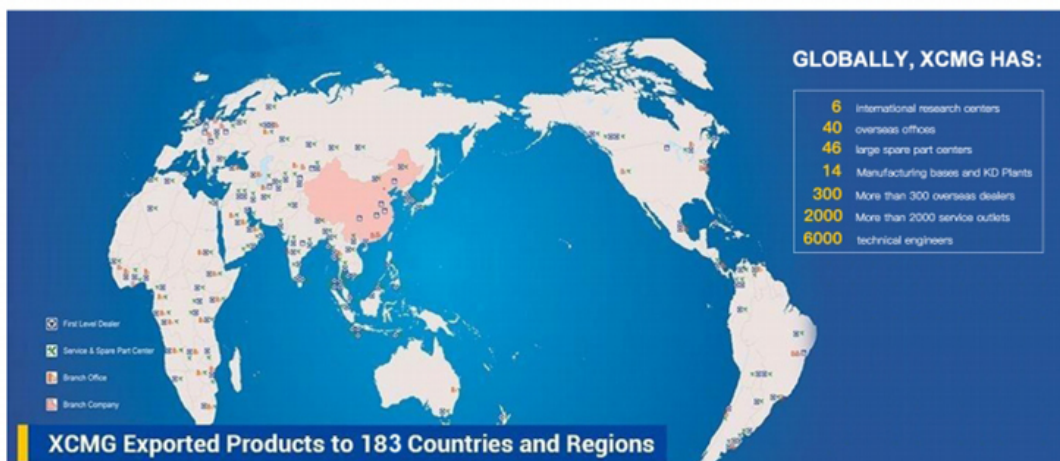 GLOBALLY, XCMG HAS:
6 international research centers
40 overseas offices
46 large spare part centers
14 Manufacturing bases and KD Plants
300 More than 300 overseas dealers
2000 More than 2000 service outlets
6000 technical engineers
First Level Dealer
Service & Spare Part Center
Branch Office
Branch Company
XCMG Exported Products to 183 Countries and Regions